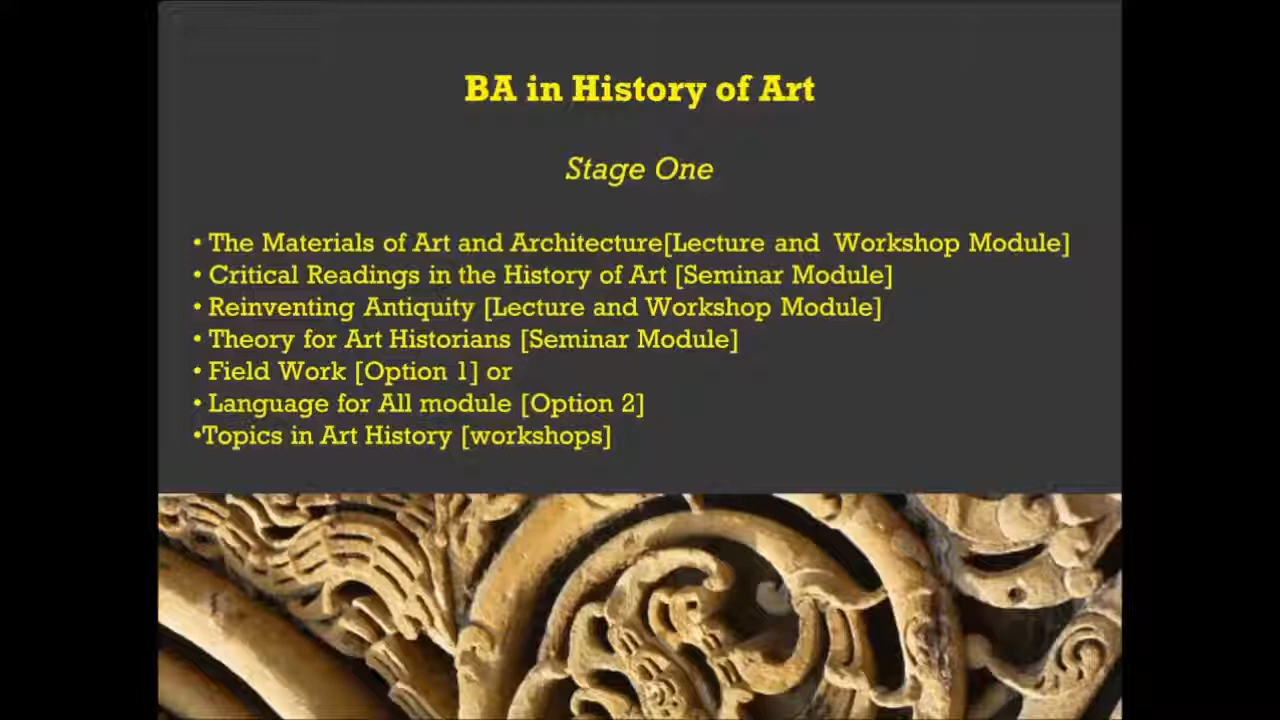 BA in History of Art
Stage One
• The Materials of Art and Architecture[Lecture and Workshop Module]
• Critical Readings in the History of Art [Seminar Module]
• Reinventing Antiquity [Lecture and Workshop Module]
• Theory for Art Historians [Seminar Module]
• Field Work [Option 1] or
• Language for All module [Option 2]
•Topics in Art History [workshops]